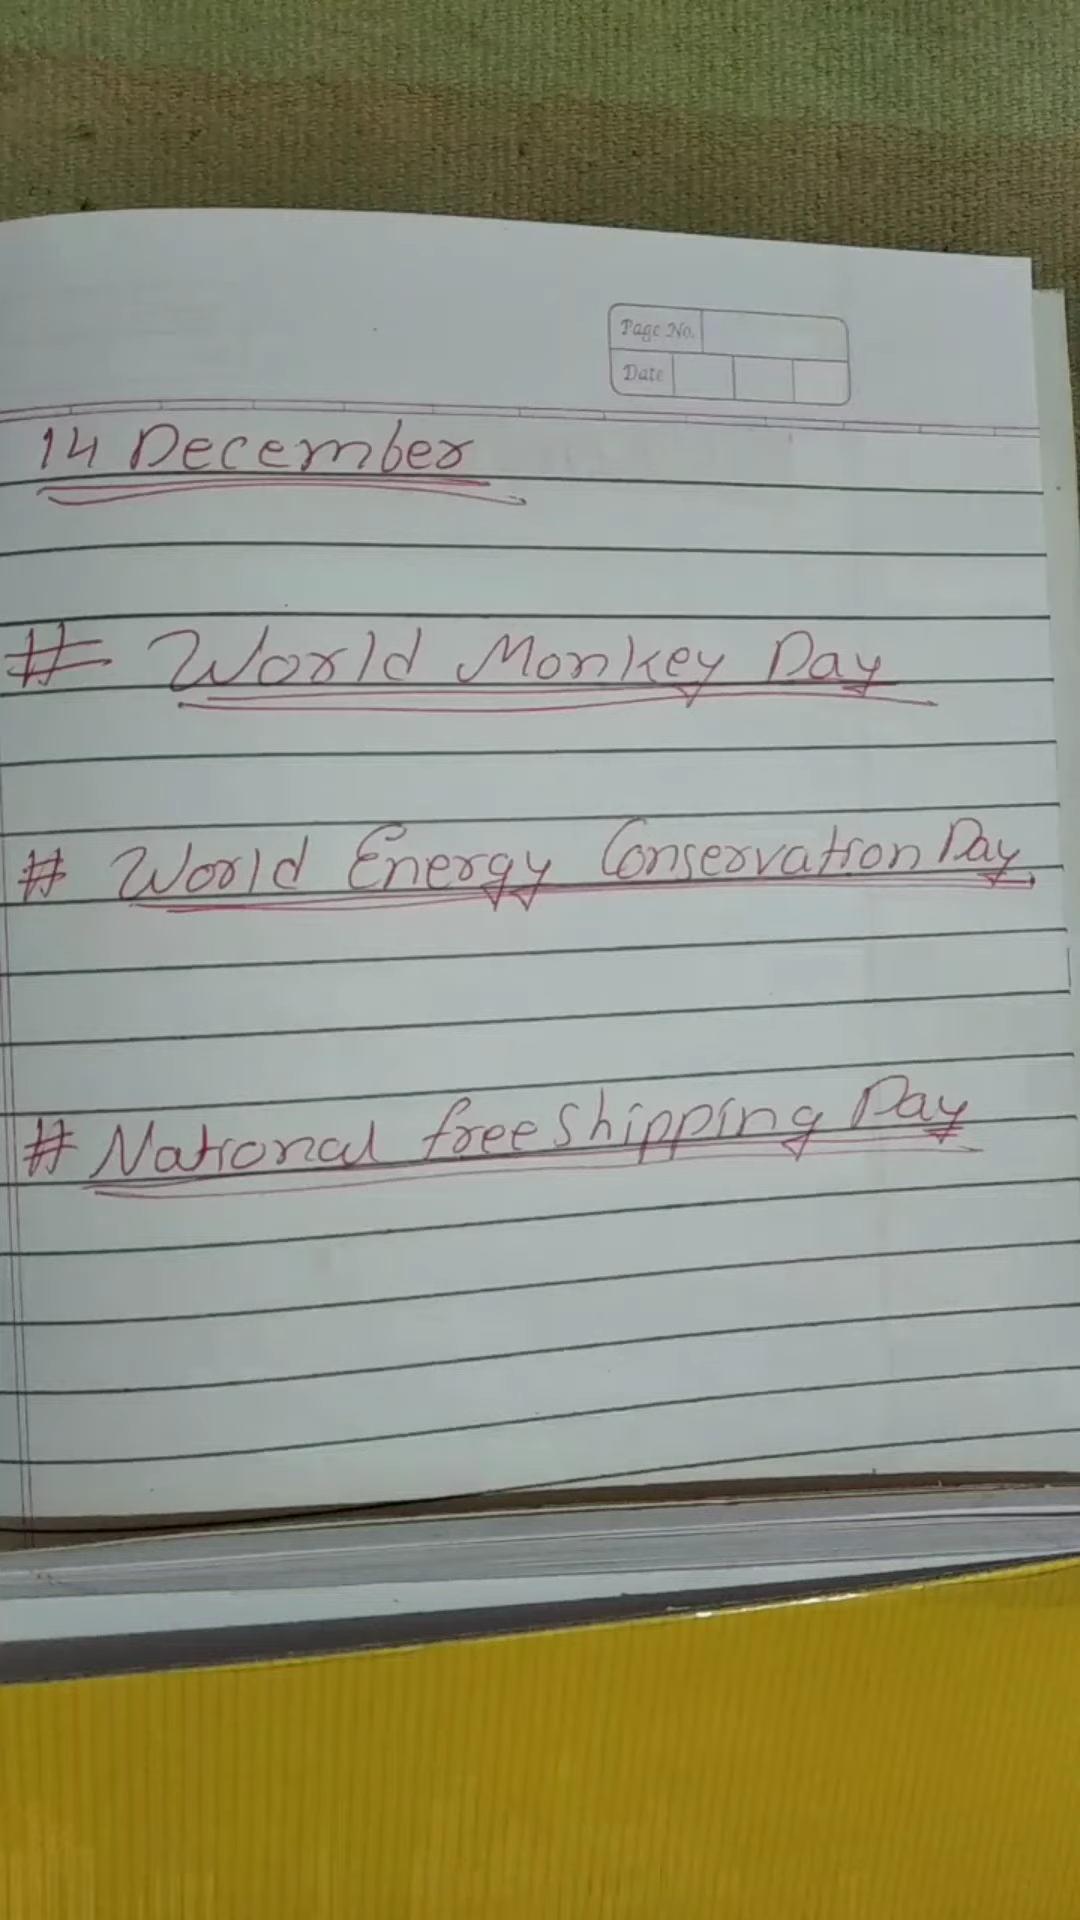 Page No.
Date
14 December
# World Monkey Day
# World Energy Conservation Day
# National free Shipping Day